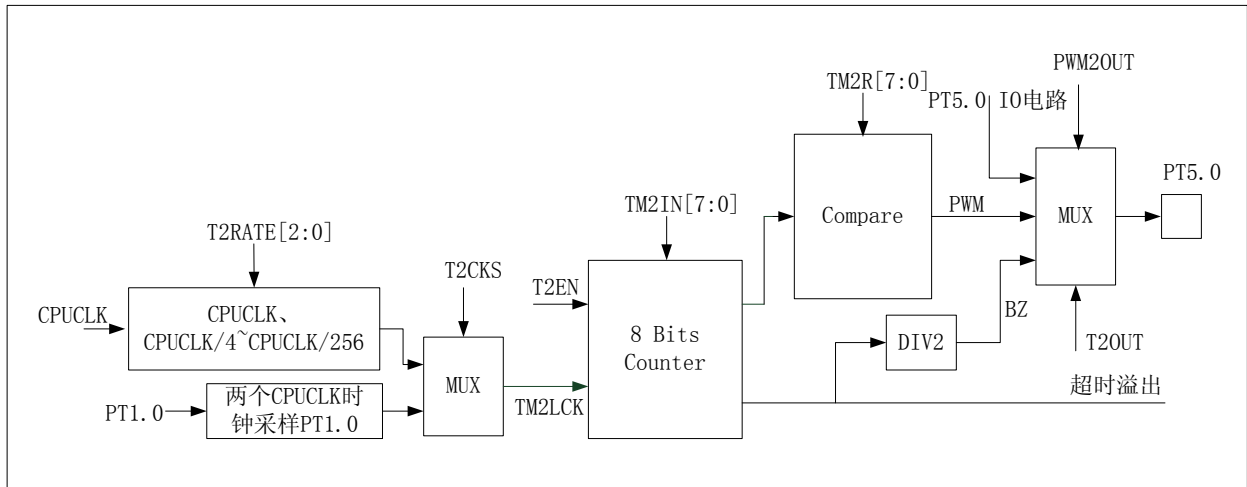 PWM2OUT
TM2R[7:0]
PT5.0 IO电路
PT5.0
TM2IN[7:0]
Compare
PWM
MUX
T2RATE[2:0]
T2CKS
T2EN
CPUCLK
CPUCLK、
CPUCLK/4~CPUCLK/256
8 Bits
Counter
BZ
DIV2
T2OUT
MUX
超时溢出
PT1.0
两个CPUCLK时
钟采样PT1.0
TM2LCK